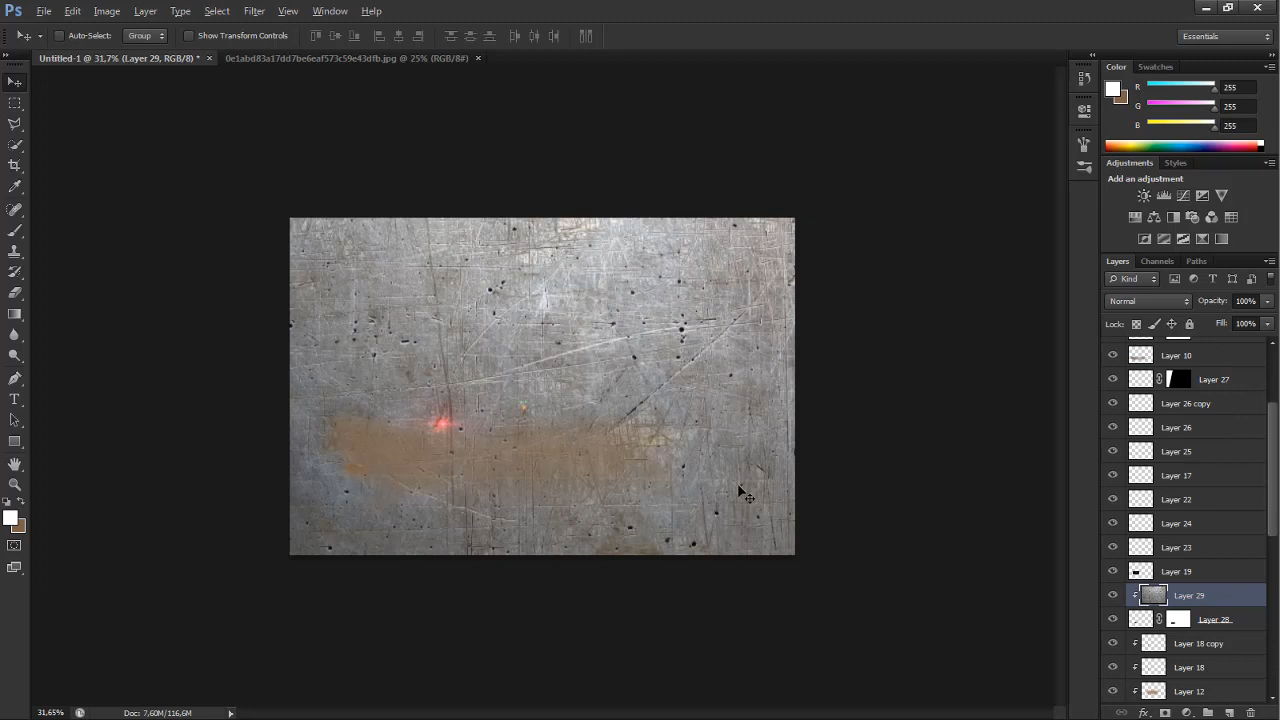 Ps File Edit Image Layer Type Select Filter View Window Help
Auto-Select: Group Show Transform Controls Essentials
Untitled-1 @ 31,7% (Layer 29, RGB/8) * × 0e1abd83a17dd7be6eaf573c59e43dfb.jpg @ 25% (RGB/8#) ×
Color Swatches
R 255
G 255
B 255
Adjustments Styles
Add an adjustment
Layers Channels Paths
Kind
Normal Opacity: 100%
Lock: Fill: 100%
Layer 10
Layer 27
Layer 26 copy
Layer 26
Layer 25
Layer 17
Layer 22
Layer 24
Layer 23
Layer 19
Layer 29
Layer 28
Layer 18 copy
Layer 18
Layer 12
31,65% Doc: 7,60M/116,6M
fx